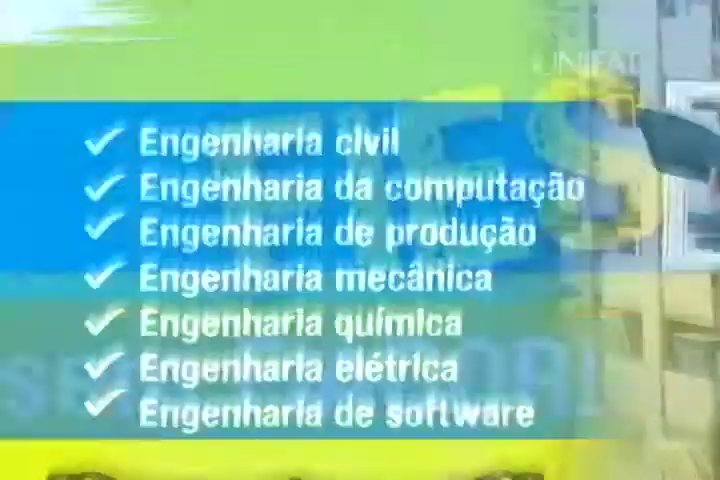 Engenharia civil
Engenharia da computação
Engenharia de produção
Engenharia mecânica
Engenharia química
Engenharia elétrica
Engenharia de software